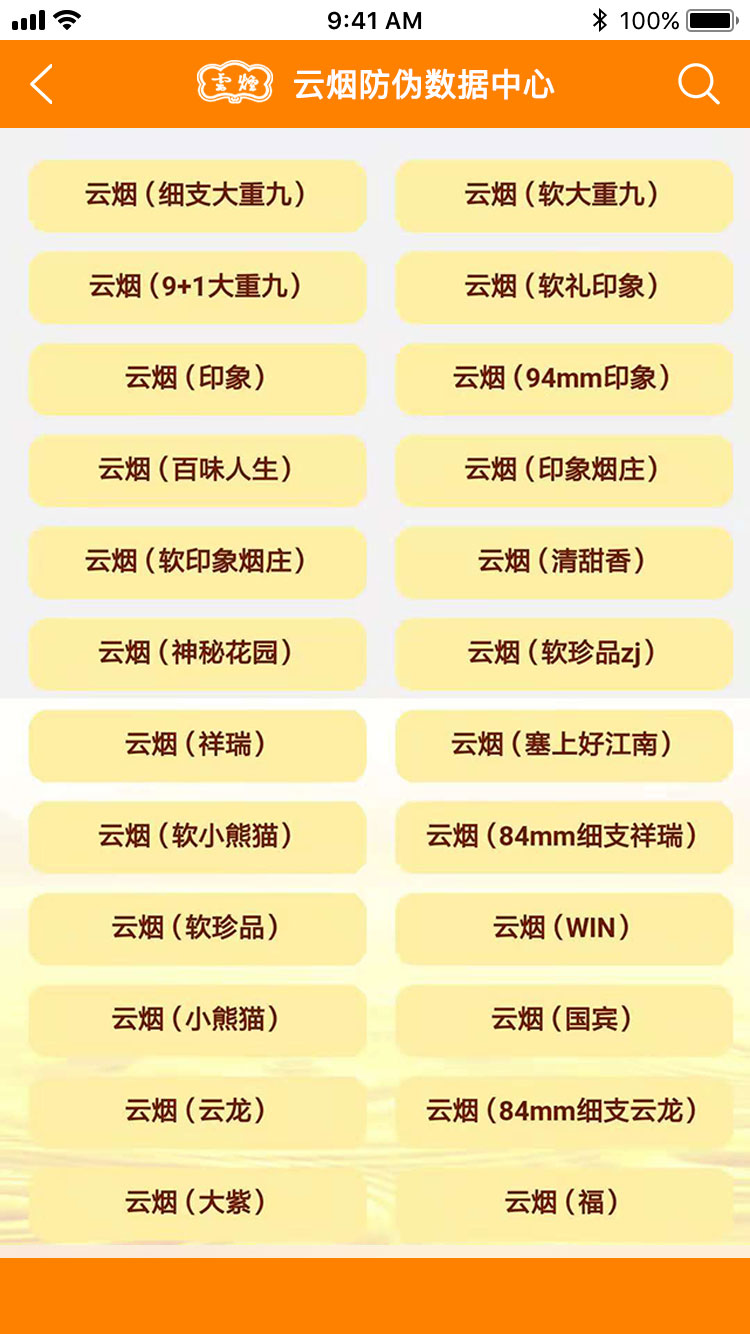 9:41 AM
100%
雲煙
云烟防伪数据中心
云烟（细支大重九）
云烟（软大重九）
云烟（9+1大重九）
云烟（软礼印象）
云烟（印象）
云烟（94mm印象）
云烟（百味人生）
云烟（印象烟庄）
云烟（软印象烟庄）
云烟（清甜香）
云烟（神秘花园）
云烟（软珍品zj）
云烟（祥瑞）
云烟（塞上好江南）
云烟（软小熊猫）
云烟（84mm细支祥瑞）
云烟（软珍品）
云烟（WIN）
云烟（小熊猫）
云烟（国宾）
云烟（云龙）
云烟（84mm细支云龙）
云烟（大紫）
云烟（福）